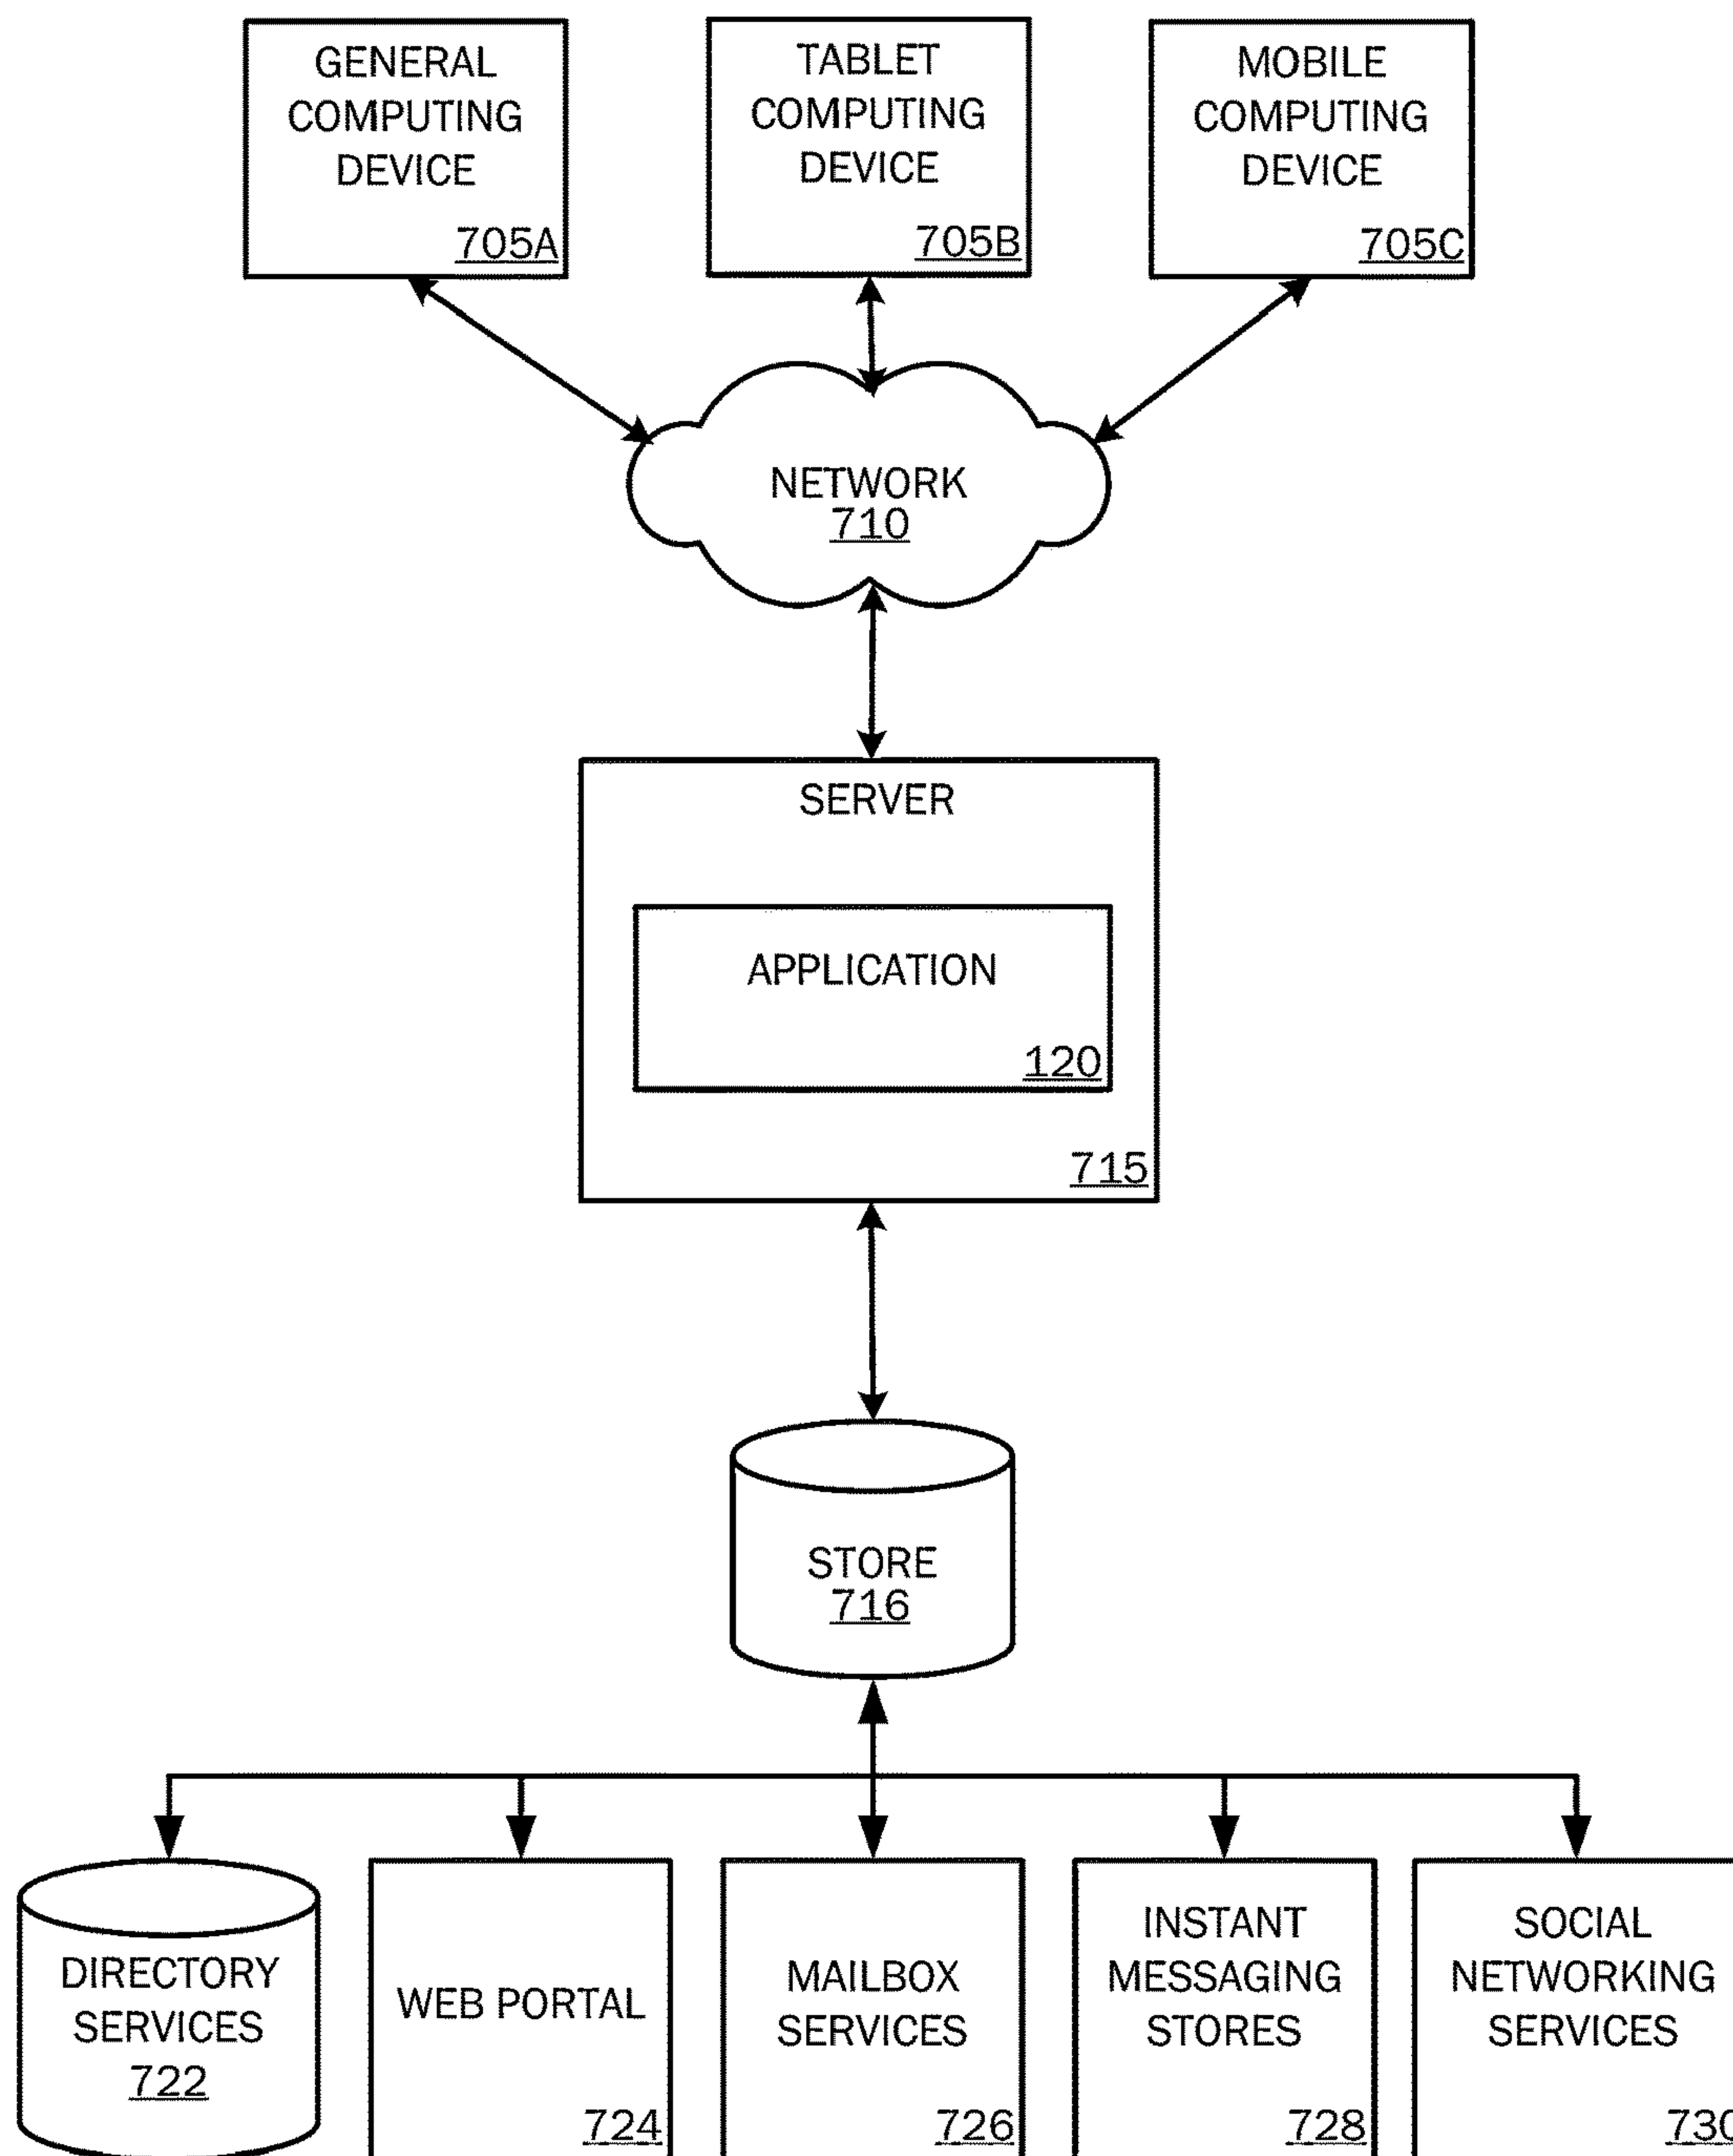 GENERAL
COMPUTING
DEVICE
705A
TABLET
COMPUTING
DEVICE
705B
MOBILE
COMPUTING
DEVICE
705C
NETWORK
710
SERVER
APPLICATION
120
715
STORE
716
DIRECTORY
SERVICES
722
WEB PORTAL
724
MAILBOX
SERVICES
726
INSTANT
MESSAGING
STORES
728
SOCIAL
NETWORKING
SERVICES
730